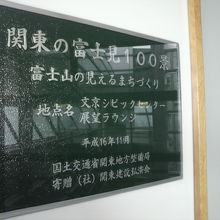 関東の富士見100景
富士山の見えるまちづくり
地点名 文京シビックセンター
展望ラウンジ
平成16年11月
国土交通省関東地方整備局
寄贈(社)関東建設弘済会